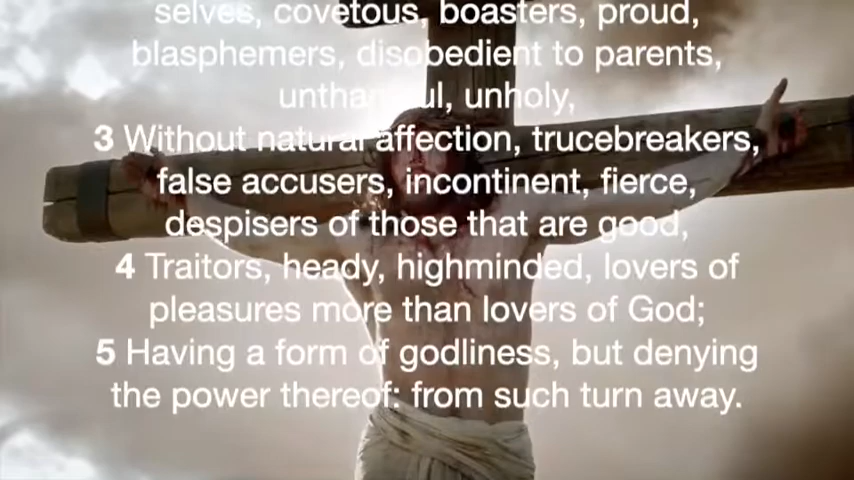 selves, covetous, boasters, proud,
blasphemers, disobedient to parents,
unthankful, unholy,
3 Without natural affection, trucebreakers,
false accusers, incontinent, fierce,
despisers of those that are good,
4 Traitors, heady, highminded, lovers of
pleasures more than lovers of God;
5 Having a form of godliness, but denying
the power thereof: from such turn away.